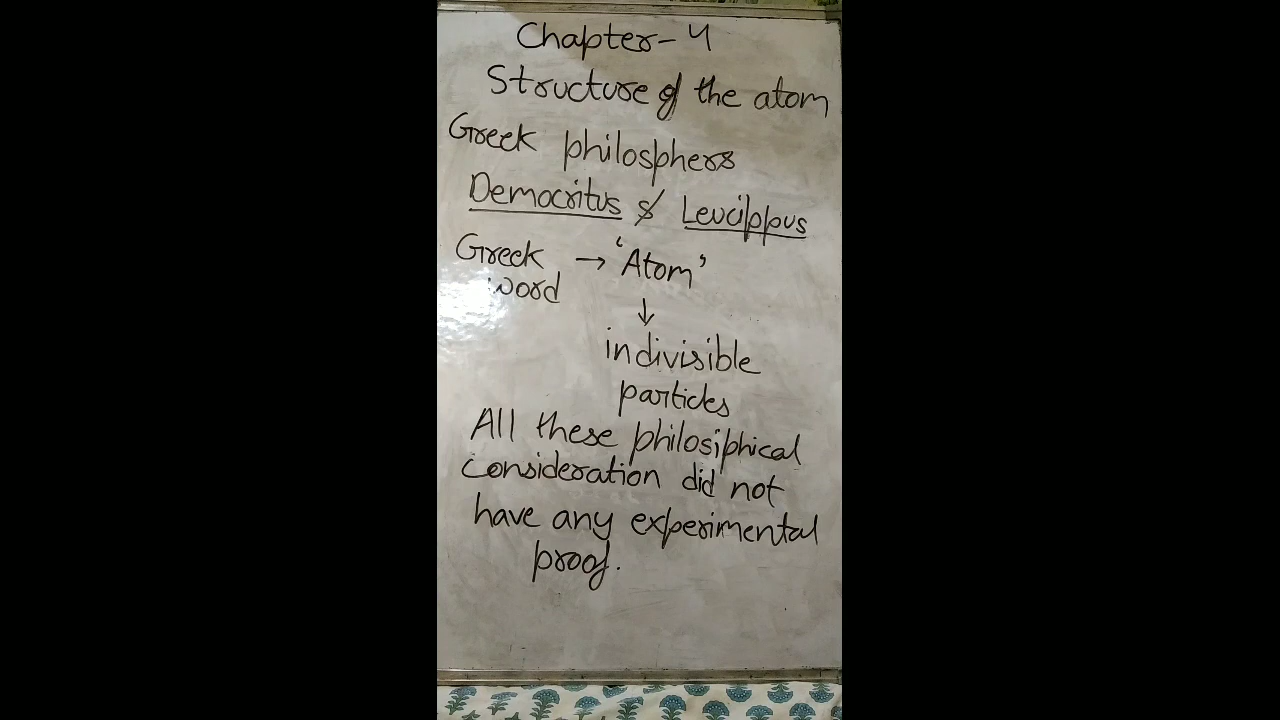 Chapter-4
Structure of the atom
Greek philosphers
Democritus & Leucippus
Greek → 'Atom'
word
↓
indivisible
particles
All these philosiphical
consideration did not
have any experimental
proof.